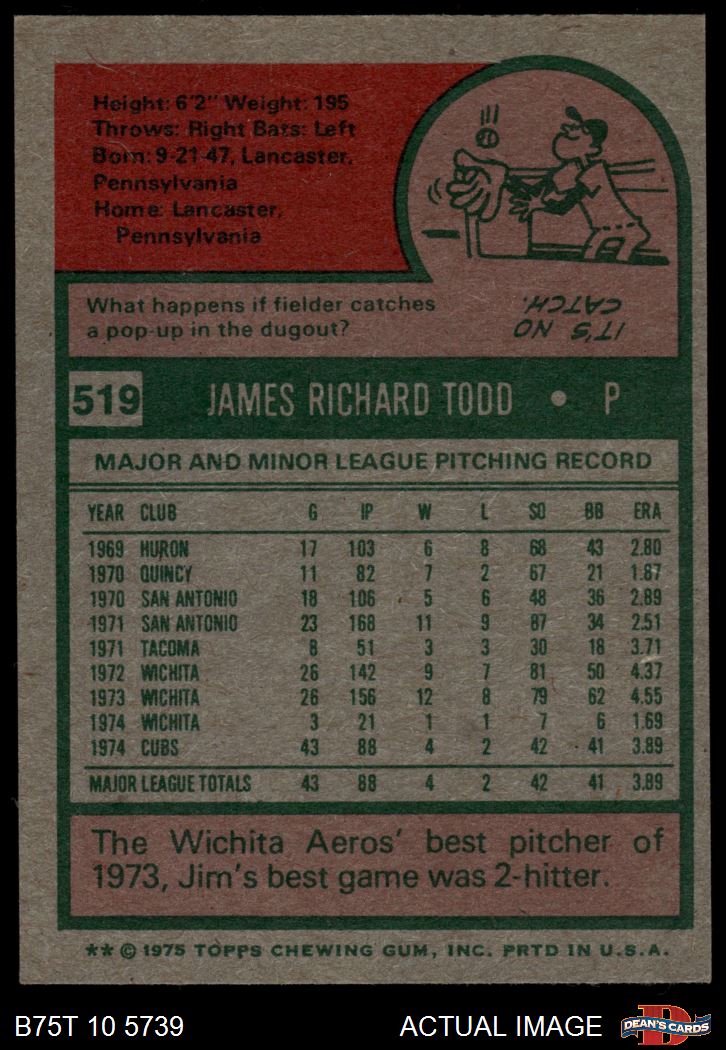 Height: 6'2" Weight: 195
Throws: Right Bats: Left
Born: 9-21-47, Lancaster,
Pennsylvania
Home: Lancaster,
Pennsylvania
What happens if fielder catches
a pop-up in the dugout?
IT'S NO
CATCH.
519 JAMES RICHARD TODD • P
MAJOR AND MINOR LEAGUE PITCHING RECORD
YEAR CLUB G IP W L SO BB ERA
1969 HURON 17 103 6 8 68 43 2.80
1970 QUINCY 11 82 7 2 67 21 1.87
1970 SAN ANTONIO 18 106 5 6 48 36 2.89
1971 SAN ANTONIO 23 168 11 9 87 34 2.51
1971 TACOMA 8 51 3 3 30 18 3.71
1972 WICHITA 26 142 9 7 81 50 4.37
1973 WICHITA 26 156 12 8 79 62 4.55
1974 WICHITA 3 21 1 1 7 6 1.69
1974 CUBS 43 88 4 2 42 41 3.89
MAJOR LEAGUE TOTALS 43 88 4 2 42 41 3.89
The Wichita Aeros' best pitcher of
1973, Jim's best game was 2-hitter.
** © 1975 TOPPS CHEWING GUM, INC. PRTD IN U.S.A.
B75T 10 5739 ACTUAL IMAGE
D
DEAN'S CARDS